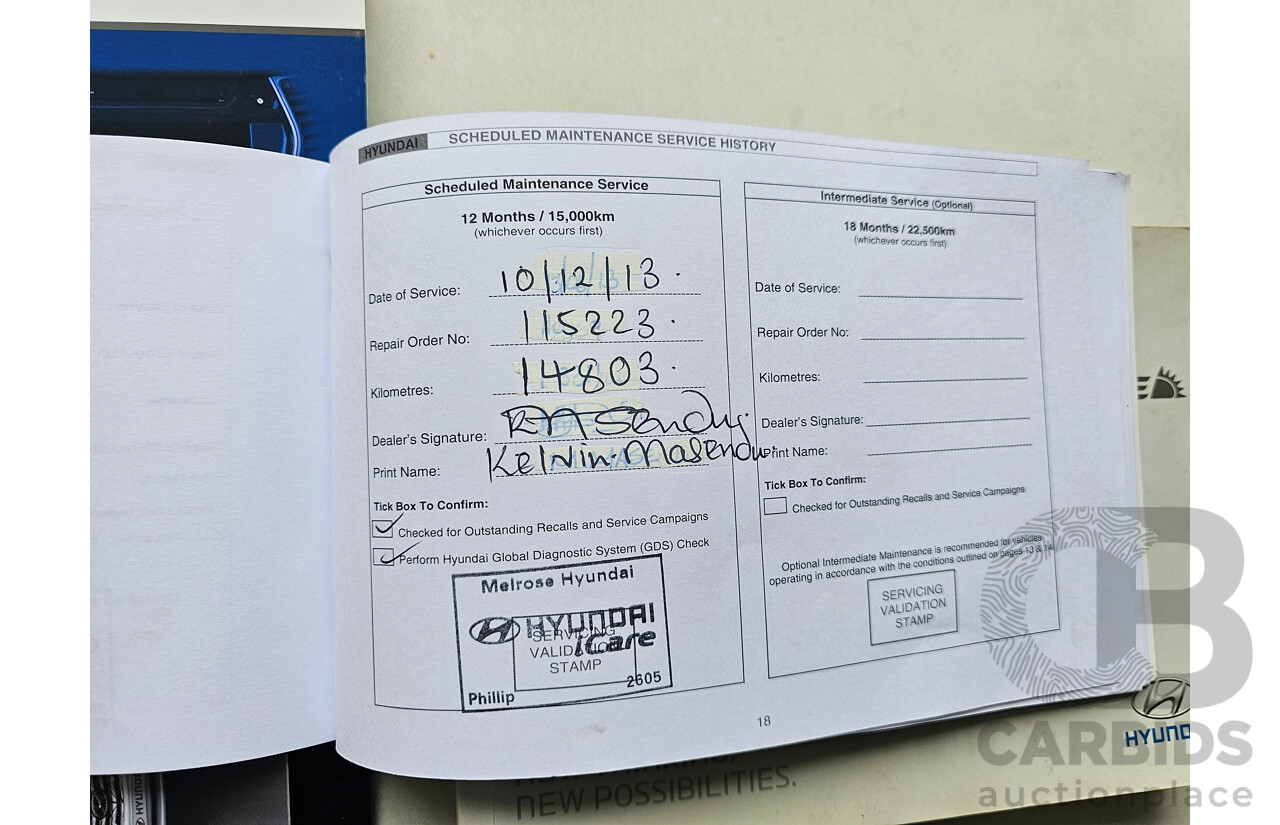 HYUNDAI SCHEDULED MAINTENANCE SERVICE HISTORY
Scheduled Maintenance Service
12 Months / 15,000km
(whichever occurs first)
Date of Service: 10/12/13.
Repair Order No: 115223.
Kilometres: 14803.
Dealer's Signature:
Print Name: Kelvin. Masendu.
Tick Box To Confirm:
Checked for Outstanding Recalls and Service Campaigns
Perform Hyundai Global Diagnostic System (GDS) Check
Melrose Hyundai
HYUNDAI
iCare
SERVICING
VALIDATION
STAMP
Phillip 2605
Intermediate Service (Optional)
18 Months / 22,500km
(whichever occurs first)
Date of Service:
Repair Order No:
Kilometres:
Dealer's Signature:
Print Name:
Tick Box To Confirm:
Checked for Outstanding Recalls and Service Campaigns
Optional Intermediate Maintenance is recommended for vehicles
operating in accordance with the conditions outlined on pages 13 & 14.
SERVICING
VALIDATION
STAMP
18
NEW POSSIBILITIES.
HYUND
CB
CARBIDS
auctionplace